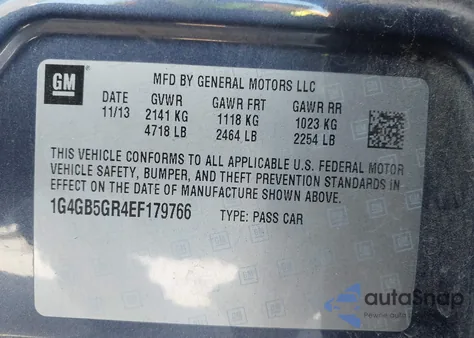 GM
MFD BY GENERAL MOTORS LLC
DATE GVWR GAWR FRT GAWR RR
11/13 2141 KG 1118 KG 1023 KG
4718 LB 2464 LB 2254 LB
THIS VEHICLE CONFORMS TO ALL APPLICABLE U.S. FEDERAL MOTOR
VEHICLE SAFETY, BUMPER, AND THEFT PREVENTION STANDARDS IN
EFFECT ON THE DATE OF MANUFACTURE SHOWN ABOVE.
1G4GB5GR4EF179766 TYPE: PASS CAR
autoSnap